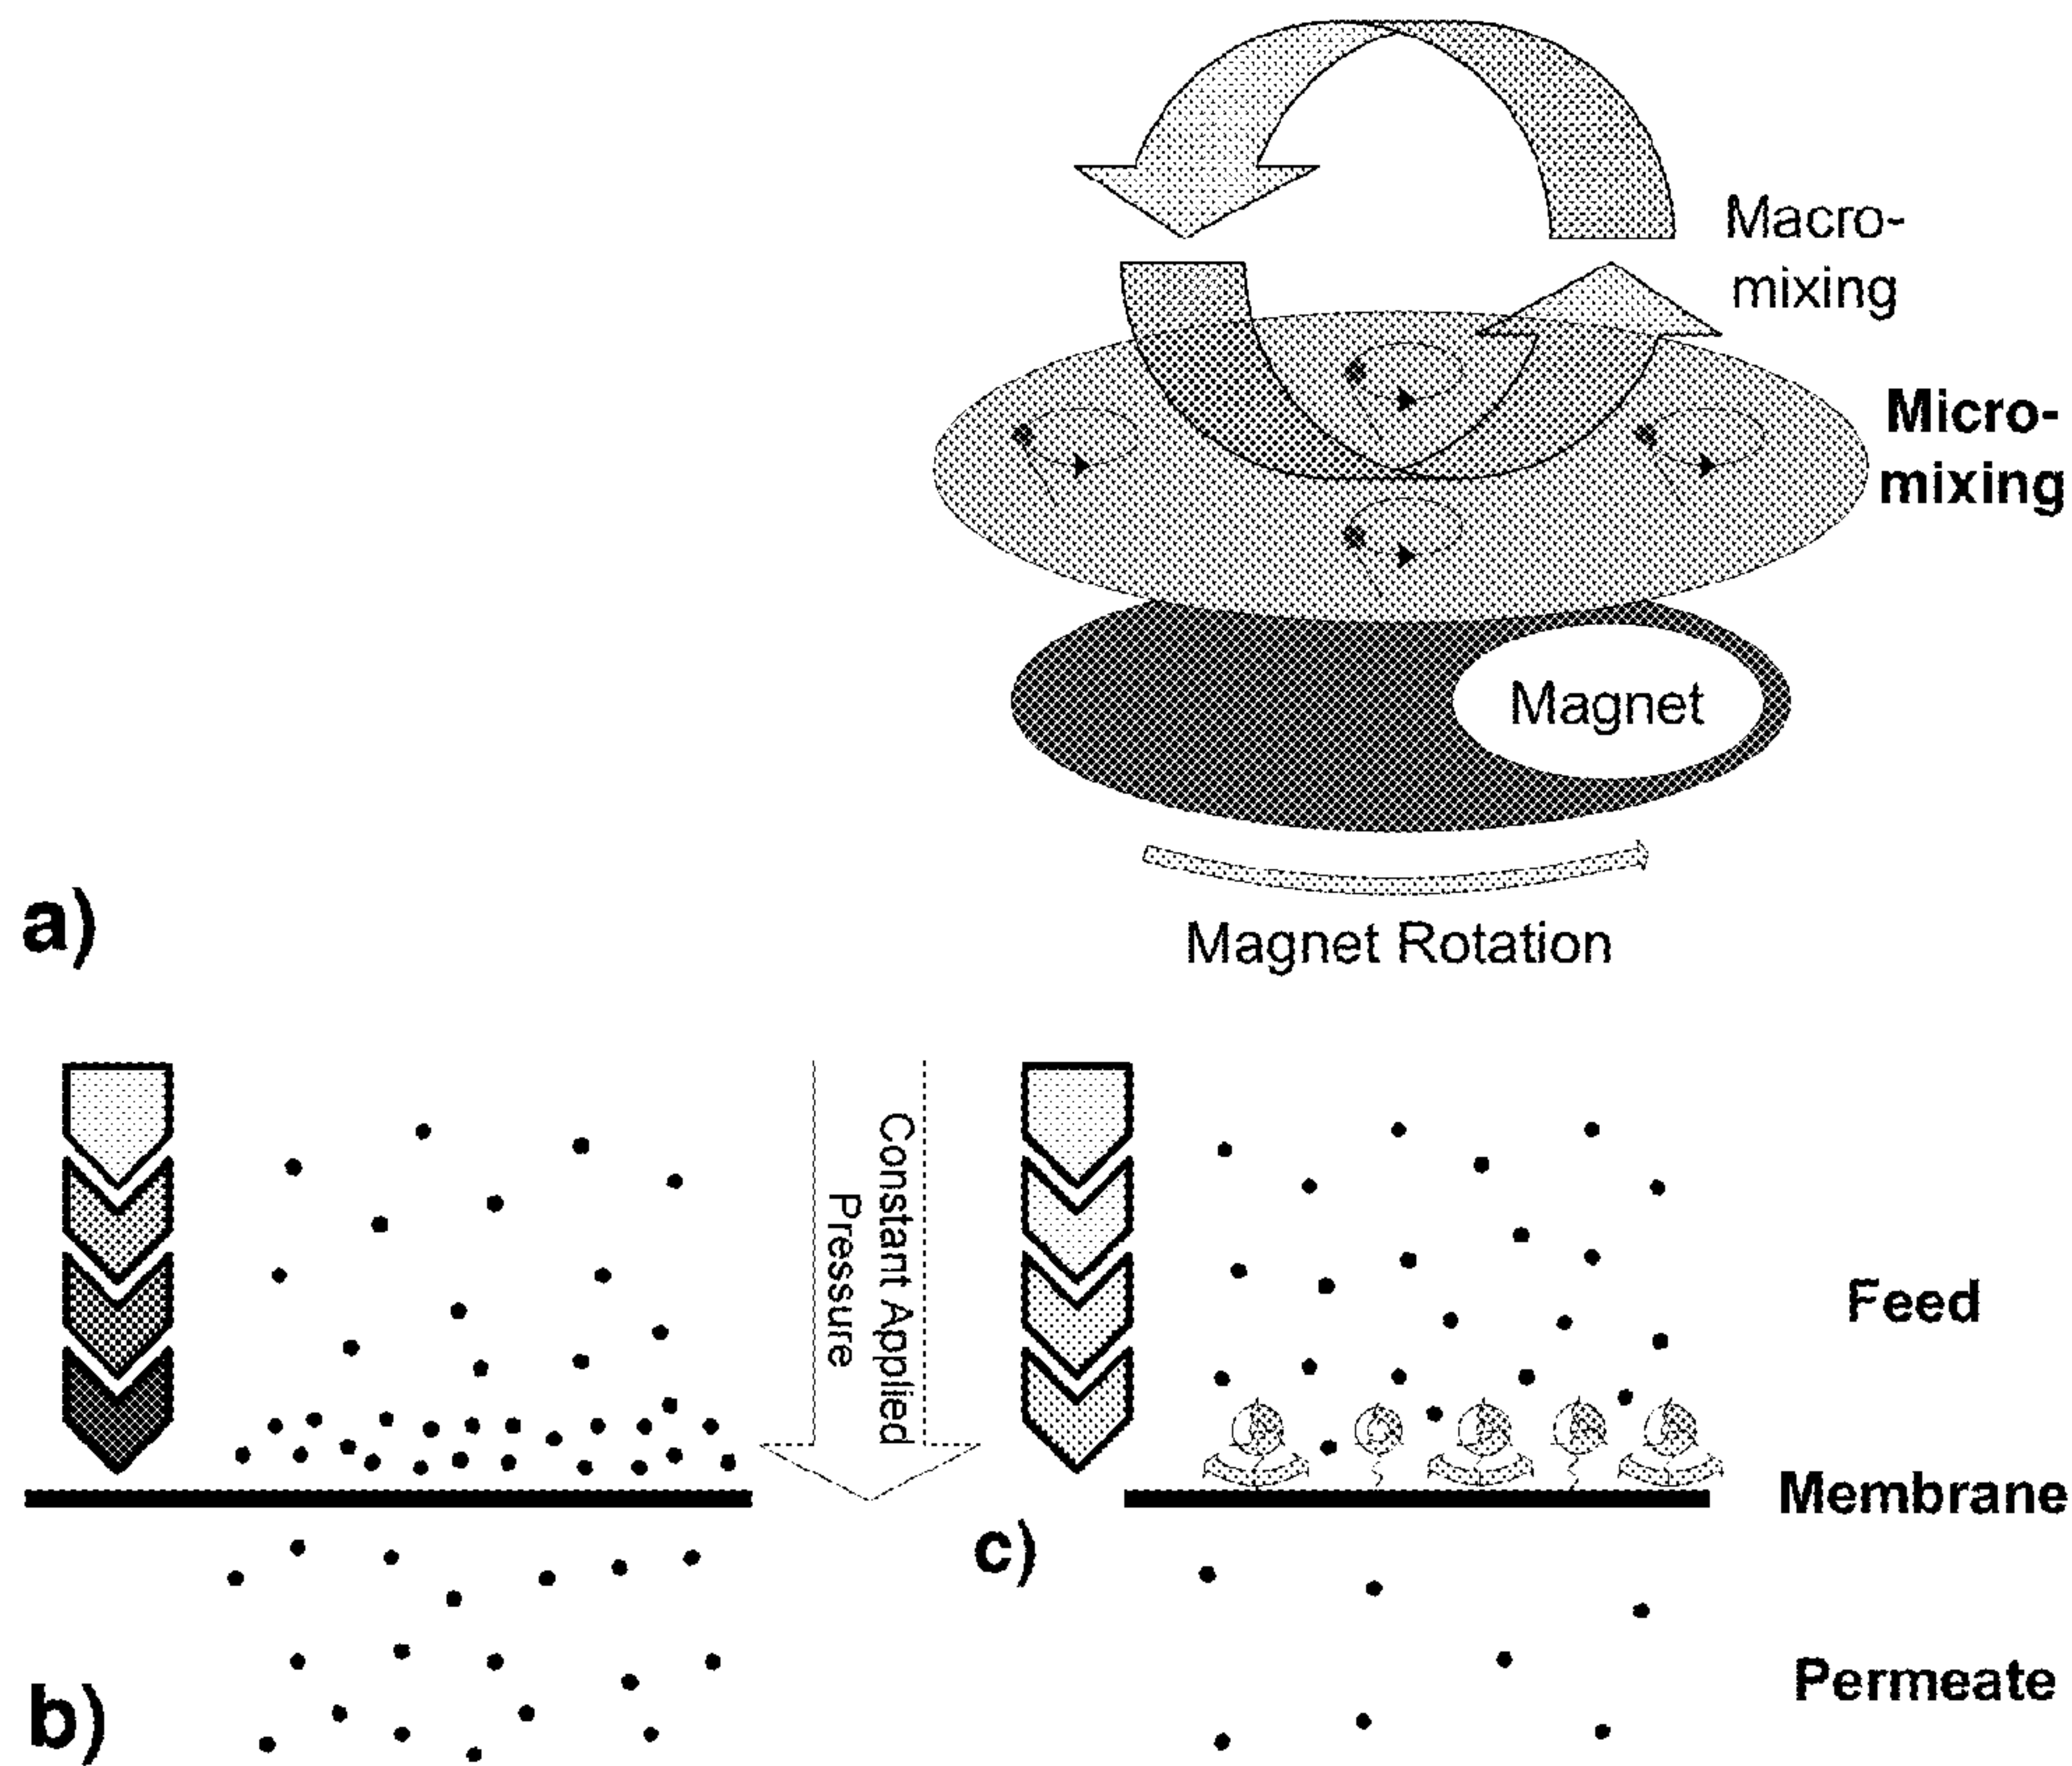 Macro-
mixing
Micro-
mixing
Magnet
a)
Magnet Rotation
Constant Applied
Pressure
Feed
Membrane
c)
Permeate
b)